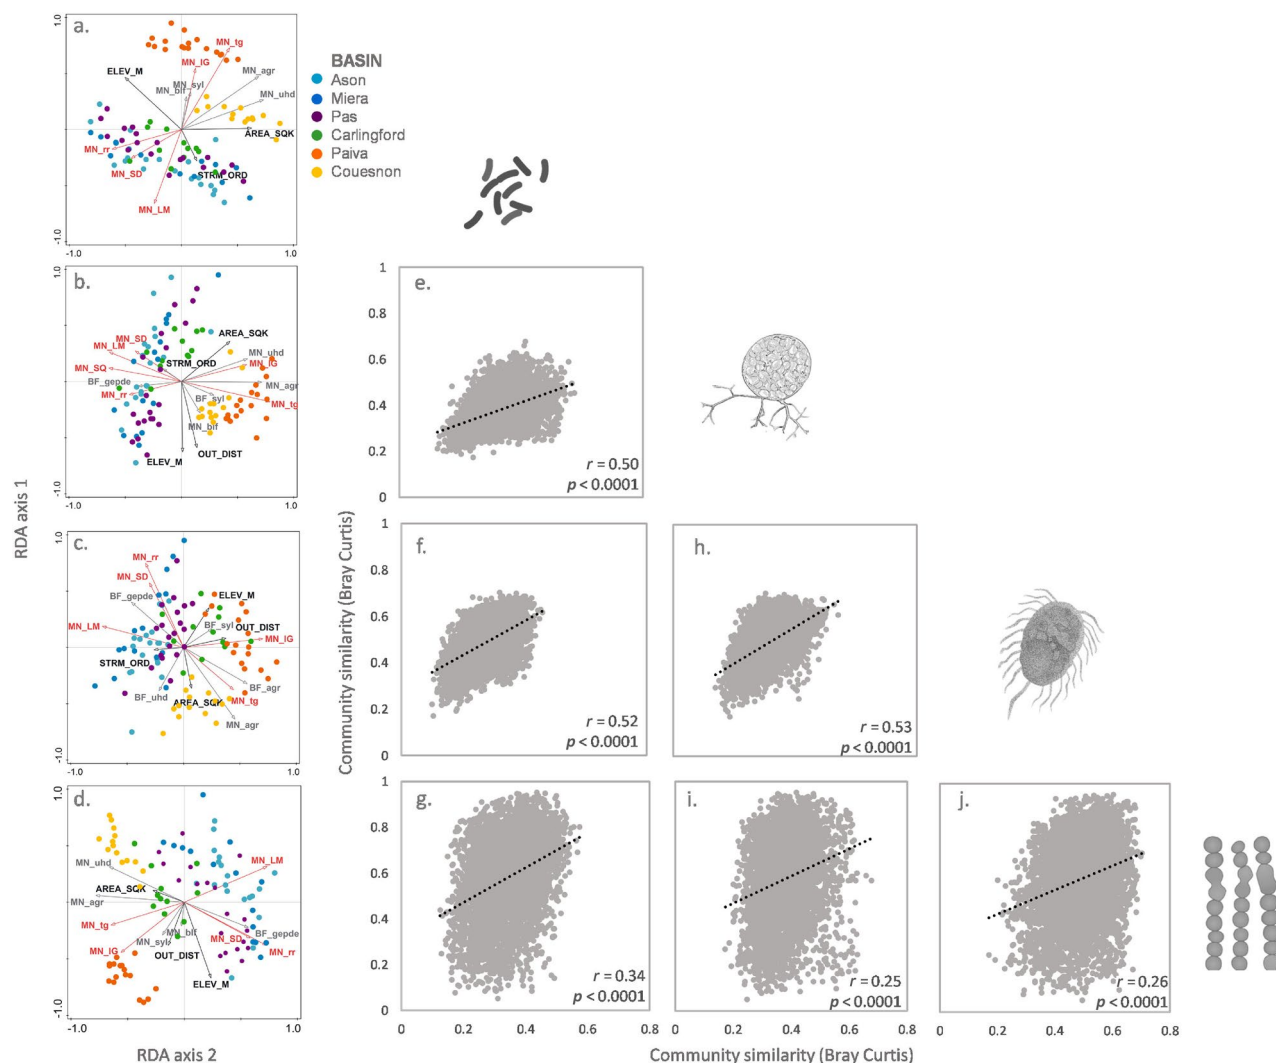 a.
1.0
-1.0
-1.0
1.0
MN_tg
MN_IG
MN_agr
ELEV_M
MN_syl
MN_blf
MN_uhd
AREA_SQK
MN_rr
MN_SD
STRM_ORD
MN_LM
BASIN
Ason
Miera
Pas
Carlingford
Paiva
Couesnon
b.
1.0
-1.0
-1.0
1.0
AREA_SQK
MN_SD
MN_LM
MN_uhd
STRM_ORD
MN_IG
MN_SQ
BF_gepde
MN_agr
MN_rr
BF_syl
MN_tg
MN_blf
OUT_DIST
ELEV_M
e.
1
0.8
0.6
0.4
0.2
0
r = 0.50
p < 0.0001
RDA axis 1
c.
1.0
-1.0
-1.0
1.0
MN_rr
MN_SD
BF_gepde
ELEV_M
MN_LM
BF_syl
OUT_DIST
MN_IG
STRM_ORD
BF_agr
BF_uhd
AREA_SQK
MN_tg
MN_agr
Community similarity (Bray Curtis)
f.
1
0.8
0.6
0.4
0.2
0
r = 0.52
p < 0.0001
h.
r = 0.53
p < 0.0001
d.
1.0
-1.0
-1.0
1.0
MN_uhd
MN_LM
AREA_SQK
MN_agr
MN_tg
MN_blf
BF_gepde
MN_syl
MN_SD
MN_IG
MN_rr
OUT_DIST
ELEV_M
RDA axis 2
g.
1
0.8
0.6
0.4
0.2
0
r = 0.34
p < 0.0001
0
0.2
0.4
0.6
0.8
i.
r = 0.25
p < 0.0001
0
0.2
0.4
0.6
0.8
j.
r = 0.26
p < 0.0001
0
0.2
0.4
0.6
0.8
Community similarity (Bray Curtis)